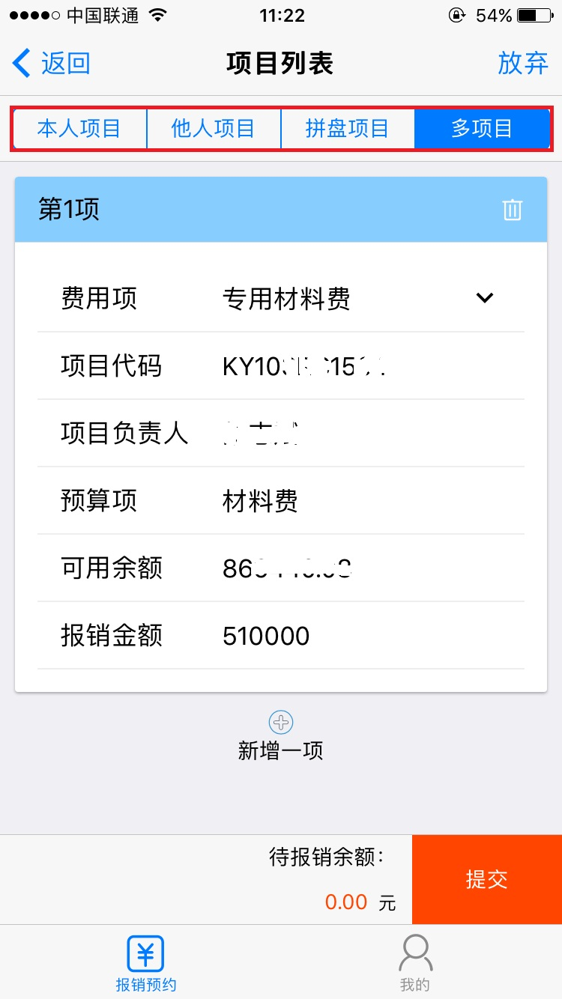 中国联通 11:22 54%
返回 项目列表 放弃
本人项目 他人项目 拼盘项目 多项目
第1项
费用项 专用材料费
项目代码
项目负责人
预算项 材料费
可用余额
报销金额 510000
新增一项
待报销余额：
0.00 元
提交
报销预约 我的